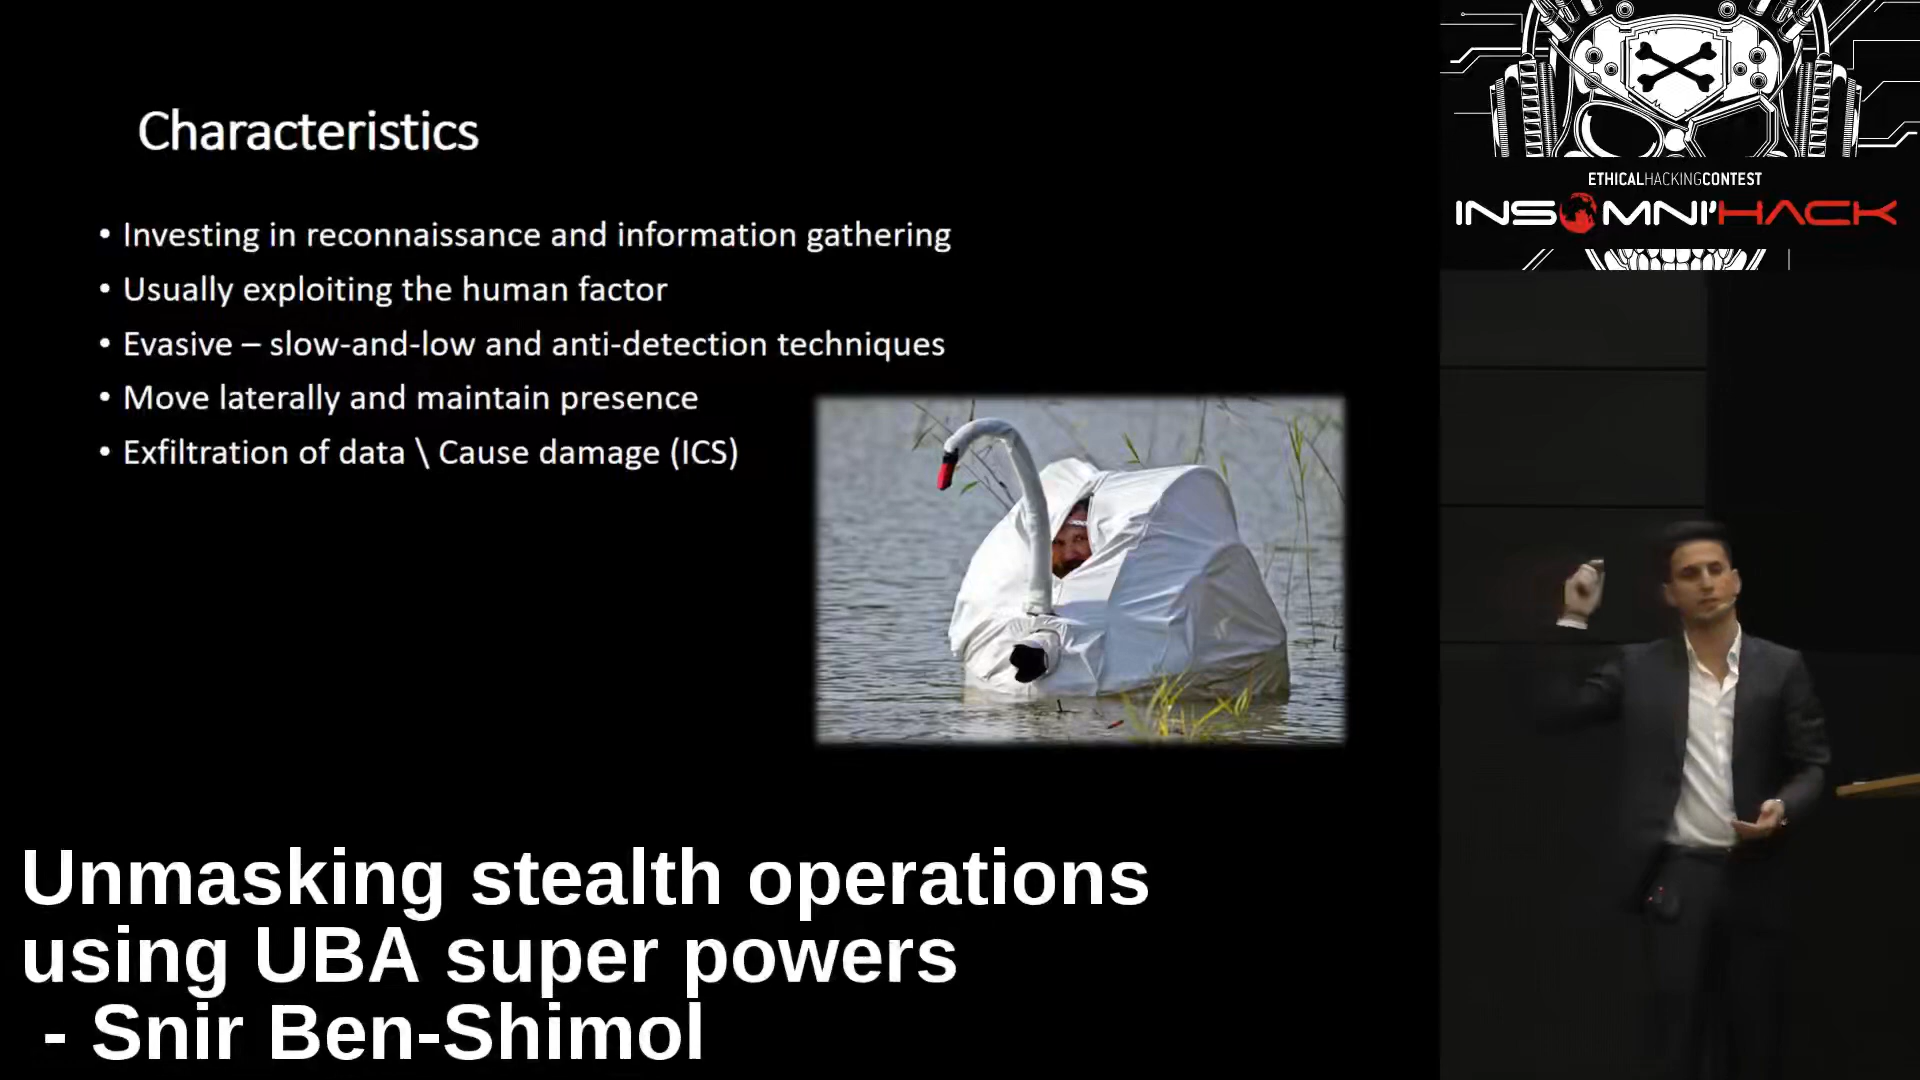 Characteristics
• Investing in reconnaissance and information gathering
• Usually exploiting the human factor
• Evasive – slow-and-low and anti-detection techniques
• Move laterally and maintain presence
• Exfiltration of data \ Cause damage (ICS)
ETHICALHACKINGCONTEST
INSOMNI'HACK
Unmasking stealth operations
using UBA super powers
- Snir Ben-Shimol